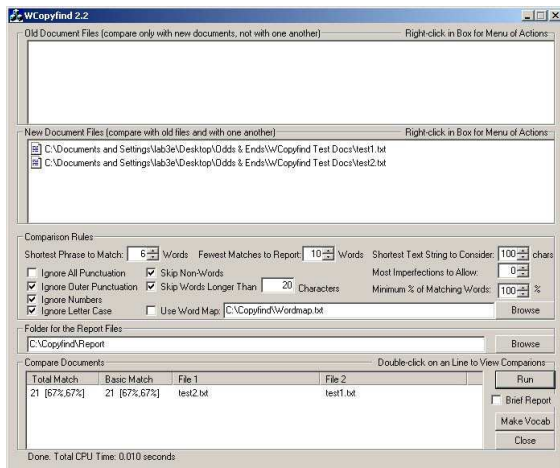 WCopyfind 2.2
Old Document Files (compare only with new documents, not with one another) Right-click in Box for Menu of Actions
New Document Files (compare with old files and with one another) Right-click in Box for Menu of Actions
C:\Documents and Settings\lab3e\Desktop\Odds & Ends\WCopyfind Test Docs\test1.txt
C:\Documents and Settings\lab3e\Desktop\Odds & Ends\WCopyfind Test Docs\test2.txt
Comparison Rules
Shortest Phrase to Match: 6 Words Fewest Matches to Report: 10 Words Shortest Text String to Consider: 100 chars
Ignore All Punctuation Skip Non-Words Most Imperfections to Allow: 0
Ignore Outer Punctuation Skip Words Longer Than 20 Characters Minimum % of Matching Words: 100 %
Ignore Numbers
Ignore Letter Case Use Word Map: C:\Copyfind\Wordmap.txt Browse
Folder for the Report Files
C:\Copyfind\Report Browse
Compare Documents Double-click on an Line to View Comparions
Total Match Basic Match File 1 File 2 Run
21 [67%,67%] 21 [67%,67%] test2.txt test1.txt
Brief Report
Make Vocab
Close
Done. Total CPU Time: 0.010 seconds